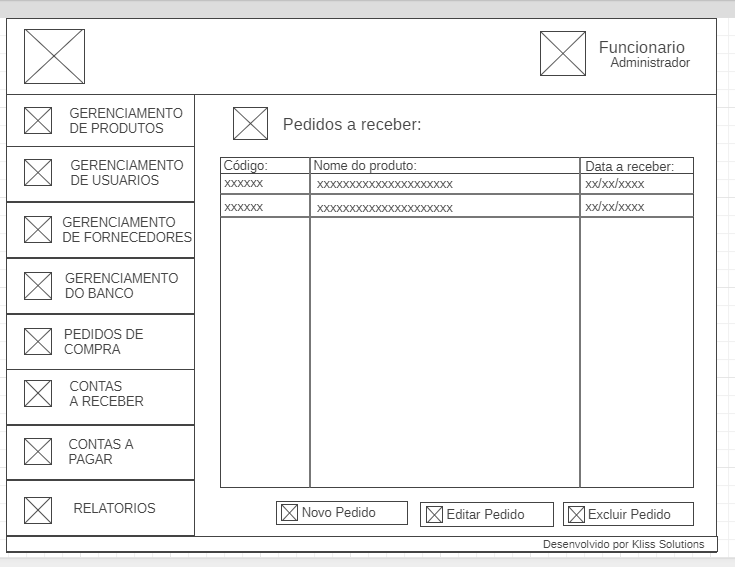 Funcionario
Administrador
GERENCIAMENTO
DE PRODUTOS
GERENCIAMENTO
DE USUARIOS
GERENCIAMENTO
DE FORNECEDORES
GERENCIAMENTO
DO BANCO
PEDIDOS DE
COMPRA
CONTAS
A RECEBER
CONTAS A
PAGAR
RELATORIOS
Pedidos a receber:
Código: Nome do produto: Data a receber:
xxxxxx xxxxxxxxxxxxxxxxxxxxx xx/xx/xxxx
xxxxxx xxxxxxxxxxxxxxxxxxxxx xx/xx/xxxx
Novo Pedido Editar Pedido Excluir Pedido
Desenvolvido por Kliss Solutions